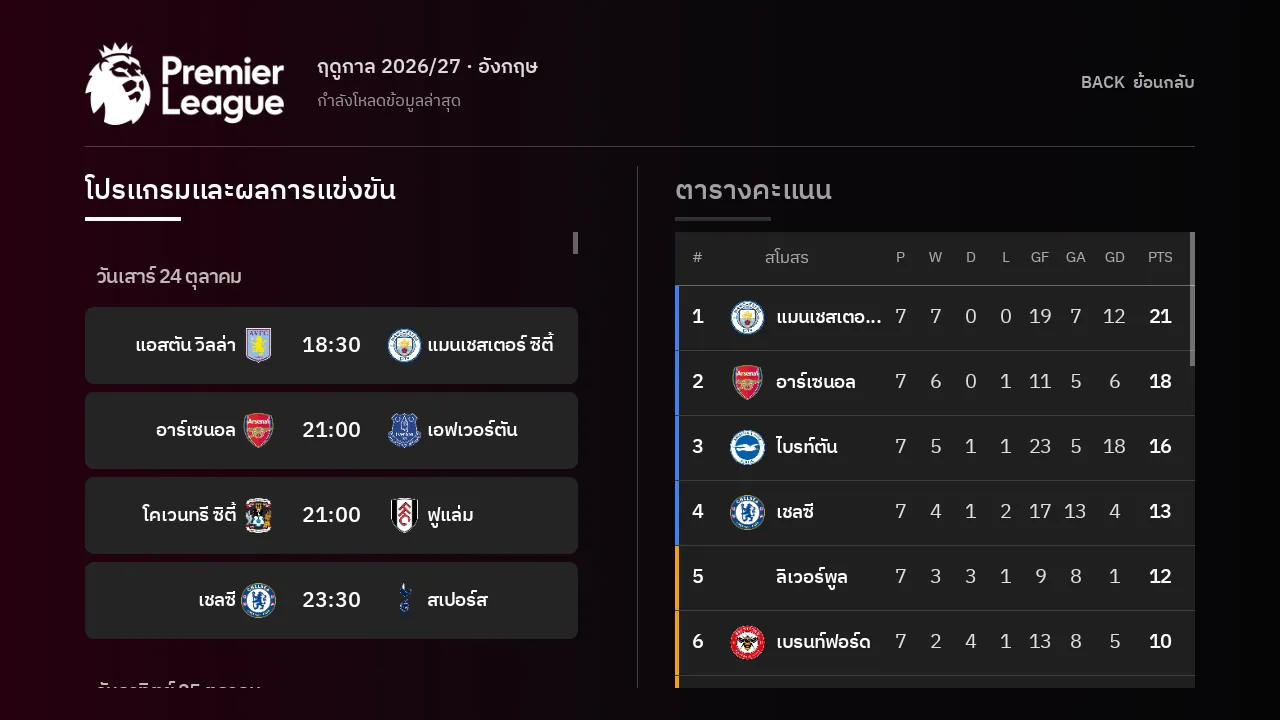 Premier League
ฤดูกาล 2026/27 · อังกฤษ
กำลังโหลดข้อมูลล่าสุด
BACK ย้อนกลับ
โปรแกรมและผลการแข่งขัน
วันเสาร์ 24 ตุลาคม
แอสตัน วิลล่า 18:30 แมนเชสเตอร์ ซิตี้
อาร์เซนอล 21:00 เอฟเวอร์ตัน
โคเวนทรี ซิตี้ 21:00 ฟูแล่ม
เชลซี 23:30 สเปอร์ส
ตารางคะแนน
# สโมสร P W D L GF GA GD PTS
1 แมนเชสเตอ... 7 7 0 0 19 7 12 21
2 อาร์เซนอล 7 6 0 1 11 5 6 18
3 ไบรท์ตัน 7 5 1 1 23 5 18 16
4 เชลซี 7 4 1 2 17 13 4 13
5 ลิเวอร์พูล 7 3 3 1 9 8 1 12
6 เบรนท์ฟอร์ด 7 2 4 1 13 8 5 10